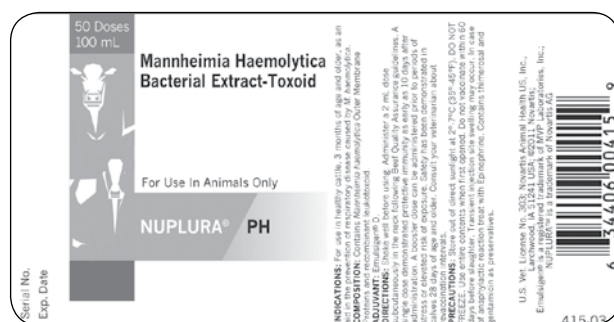 50 Doses
100 mL
Mannheimia Haemolytica
Bacterial Extract-Toxoid
For Use In Animals Only
NUPLURA® PH
Serial No.
Exp. Date
INDICATIONS: For use in healthy cattle, 3 months of age and older, as an
aid in the prevention of respiratory disease caused by M. haemolytica.
COMPOSITION: Contains Mannheimia haemolytica Outer Membrane
Proteins and recombinant leukotoxoid.
ADJUVANT: Emulsigen® D
DIRECTIONS: Shake well before using. Administer a 2 mL dose
subcutaneously in the neck following Beef Quality Assurance guidelines. A
single dose demonstrated protective immunity as early as 10 days after
administration. A booster dose can be administered prior to periods of
stress or elevated risk of exposure. Safety has been demonstrated in
calves 28 days of age and older. Consult your veterinarian about
revaccination intervals.
PRECAUTIONS: Store out of direct sunlight at 2°-7°C (35°-45°F). DO NOT
FREEZE. Use entire contents when first opened. Do not vaccinate within 60
days before slaughter. Transient injection site swelling may occur. In case
of anaphylactic reaction treat with Epinephrine. Contains thimerosal and
gentamicin as preservatives.
U.S. Vet. License No. 303; Novartis Animal Health US, Inc.,
Larchwood, IA 51241 USA; ©2011 Novartis;
Emulsigen® is a registered trademark of MVP Laboratories, Inc.;
NUPLURA™ is a trademark of Novartis AG
6 37406 00415 9
415-03